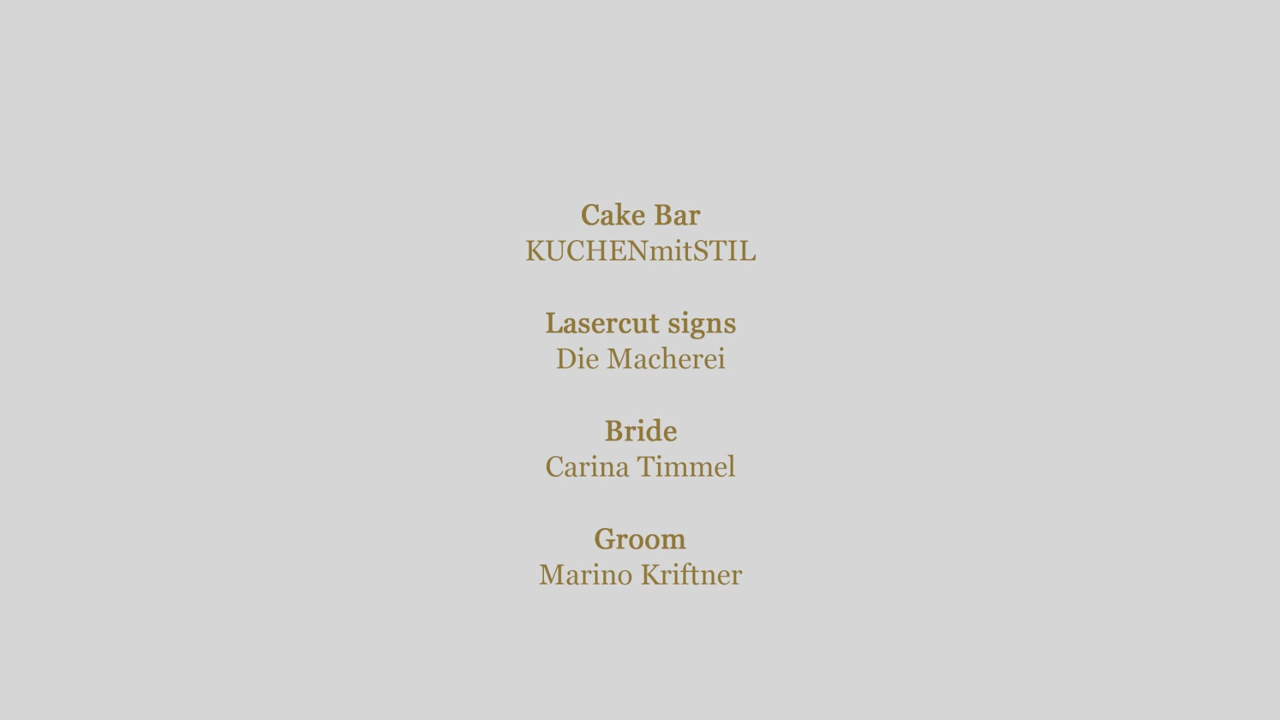 Cake Bar
KUCHENmitSTIL
Lasercut signs
Die Macherei
Bride
Carina Timmel
Groom
Marino Kriftner